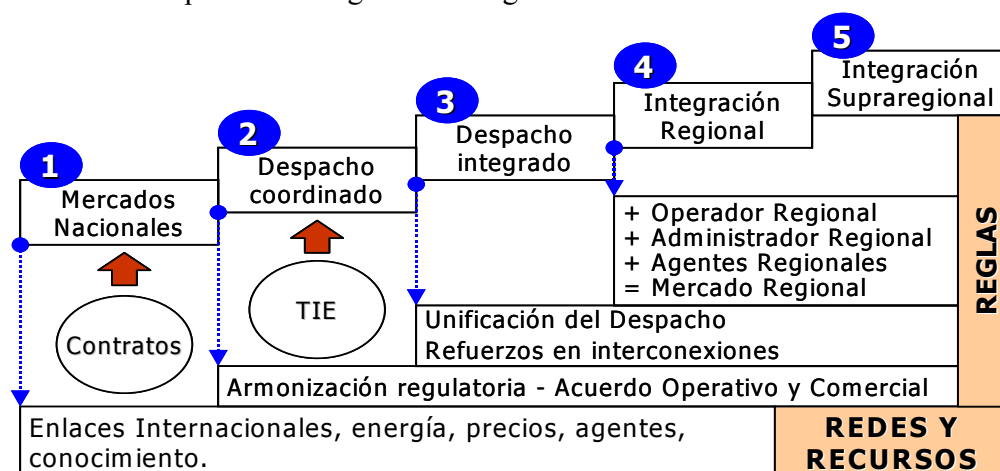 5
Integración
Supraregional
4
Integración
Regional
3
Despacho
integrado
2
Despacho
coordinado
1
Mercados
Nacionales
+ Operador Regional
+ Administrador Regional
+ Agentes Regionales
= Mercado Regional
REGLAS
TIE
Contratos
Unificación del Despacho
Refuerzos en interconexiones
Armonización regulatoria - Acuerdo Operativo y Comercial
Enlaces Internacionales, energía, precios, agentes,
conocimiento.
REDES Y
RECURSOS